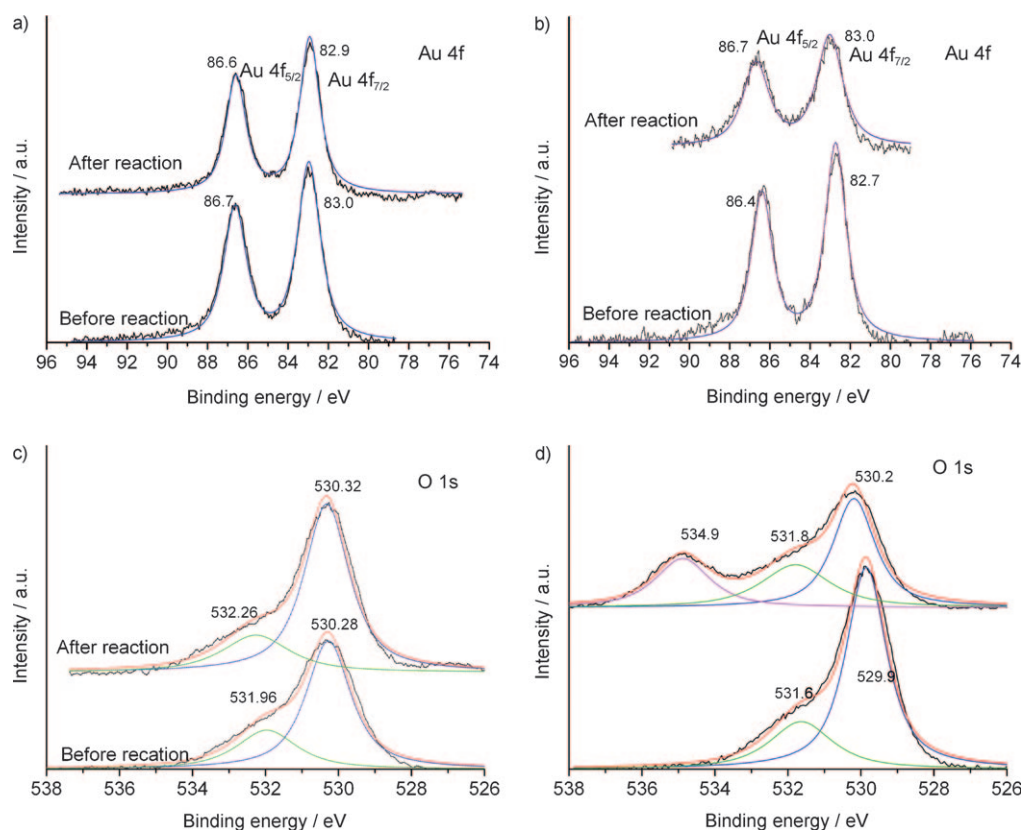 a)
Au 4f
86.6
Au 4f5/2
82.9
Au 4f7/2
After reaction
86.7
83.0
Before reaction
Intensity / a.u.
96 94 92 90 88 86 84 82 80 78 76 74
Binding energy / eV
b)
Au 4f
86.7
Au 4f5/2
83.0
Au 4f7/2
After reaction
86.4
82.7
Before reaction
Intensity / a.u.
96 94 92 90 88 86 84 82 80 78 76 74
Binding energy / eV
c)
O 1s
530.32
532.26
After reaction
530.28
531.96
Before recation
Intensity / a.u.
538 536 534 532 530 528 526
Binding energy / eV
d)
O 1s
530.2
534.9
531.8
529.9
531.6
Intensity / a.u.
538 536 534 532 530 528 526
Binding energy / eV